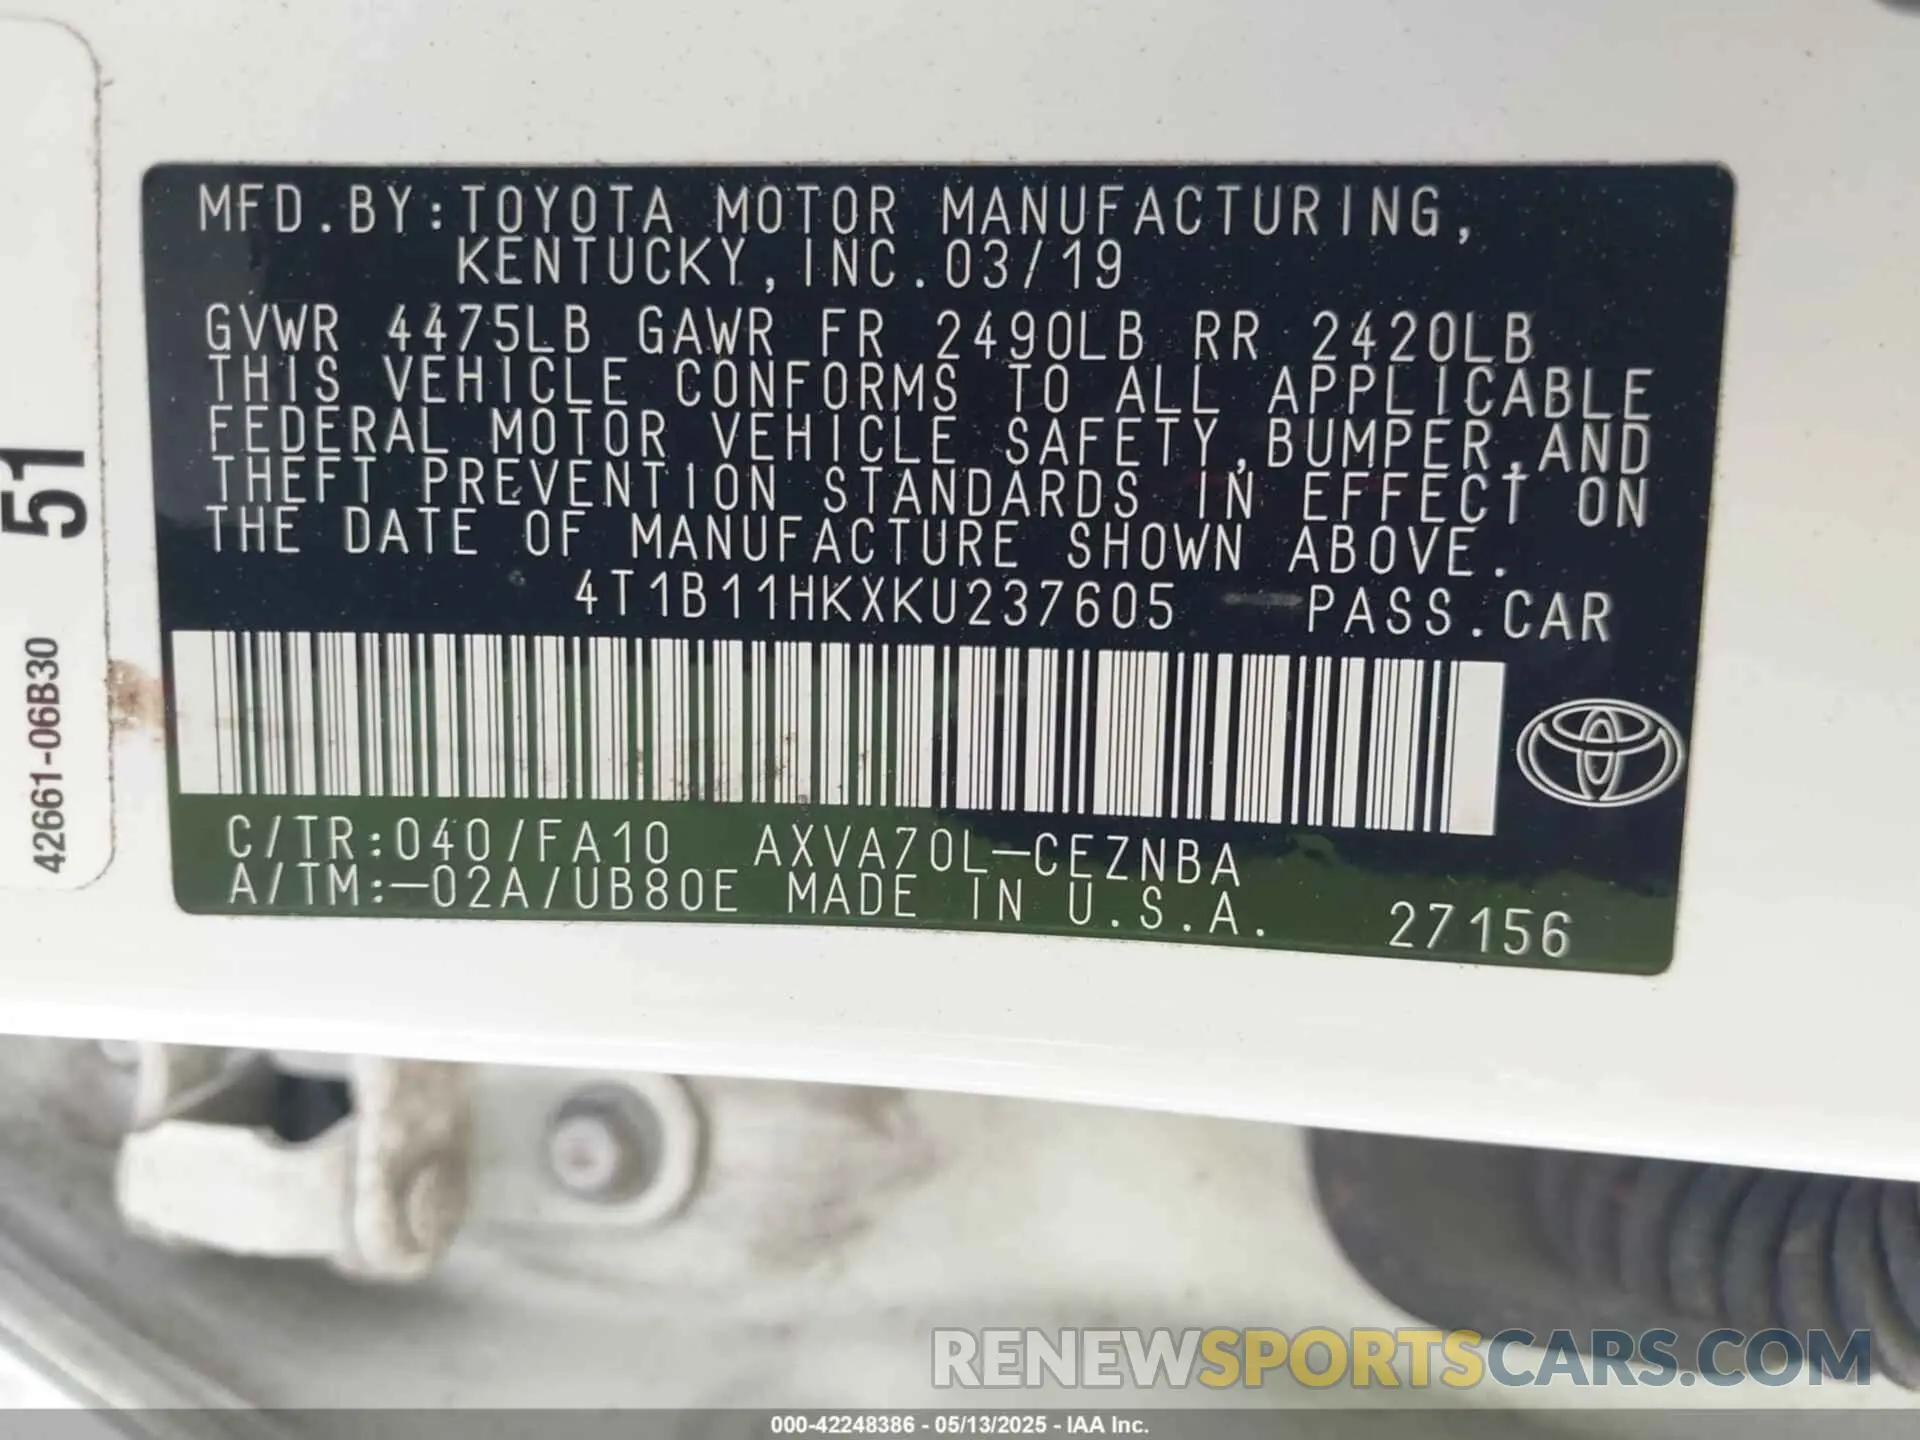 MFD.BY:TOYOTA MOTOR MANUFACTURING,
KENTUCKY,INC.03/19
GVWR 4475LB GAWR FR 2490LB RR 2420LB
THIS VEHICLE CONFORMS TO ALL APPLICABLE
FEDERAL MOTOR VEHICLE SAFETY,BUMPER,AND
THEFT PREVENTION STANDARDS IN EFFECT ON
THE DATE OF MANUFACTURE SHOWN ABOVE.
4T1B11HKXKU237605 PASS.CAR
C/TR:040/FA10 AXVA70L-CEZNBA
A/TM:-02A/UB80E MADE IN U.S.A. 27156
51
42661-06B30
RENEWSPORTSCARS.COM
000-42248386 - 05/13/2025 - IAA Inc.